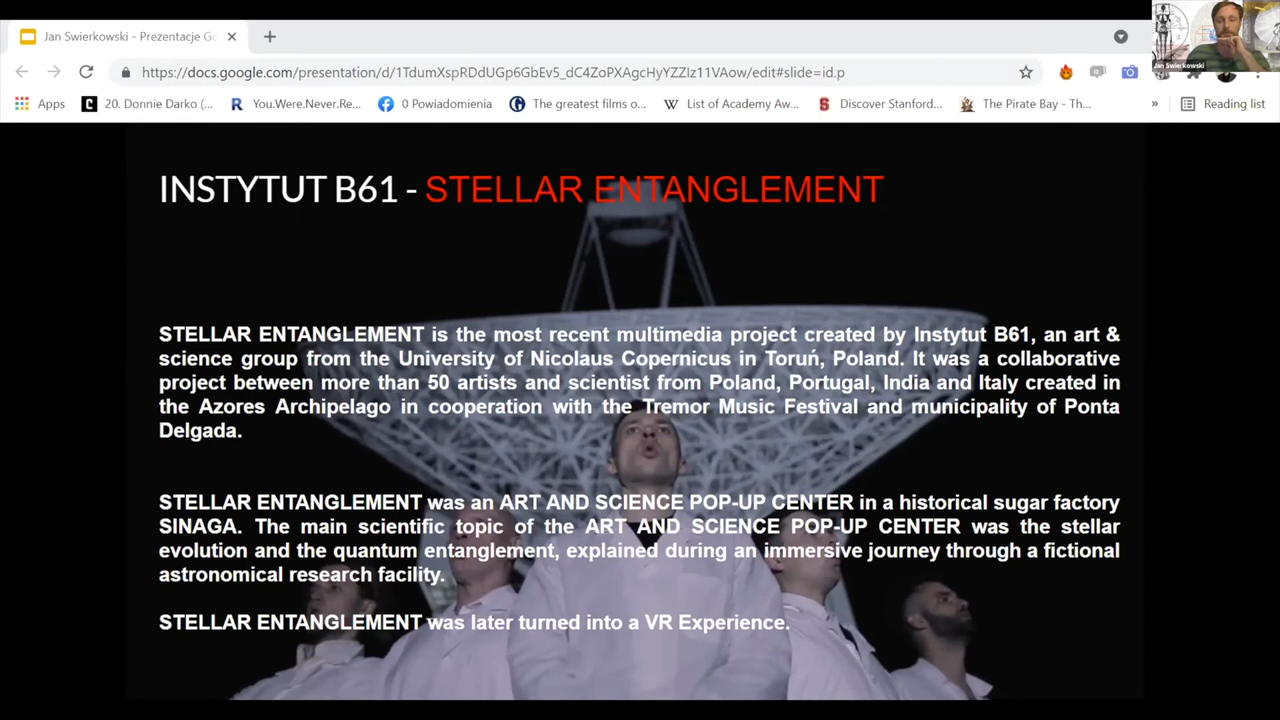 Jan Swierkowski - Prezentacje Go
https://docs.google.com/presentation/d/1TdumXspRDMUGp6GbEv5_dC4ZoPXAgcHyYZZIz11VAow/edit#slide=id.p
Apps
20. Donnie Darko (...
You.Were.Never.Re...
0 Powiadomienia
The greatest films o...
List of Academy Aw...
Discover Stanford...
The Pirate Bay - Th...
Reading list
Jan Swierkowski
INSTYTUT B61 - STELLAR ENTANGLEMENT
STELLAR ENTANGLEMENT is the most recent multimedia project created by Instytut B61, an art &
science group from the University of Nicolaus Copernicus in Toruń, Poland. It was a collaborative
project between more than 50 artists and scientist from Poland, Portugal, India and Italy created in
the Azores Archipelago in cooperation with the Tremor Music Festival and municipality of Ponta
Delgada.
STELLAR ENTANGLEMENT was an ART AND SCIENCE POP-UP CENTER in a historical sugar factory
SINAGA. The main scientific topic of the ART AND SCIENCE POP-UP CENTER was the stellar
evolution and the quantum entanglement, explained during an immersive journey through a fictional
astronomical research facility.
STELLAR ENTANGLEMENT was later turned into a VR Experience.